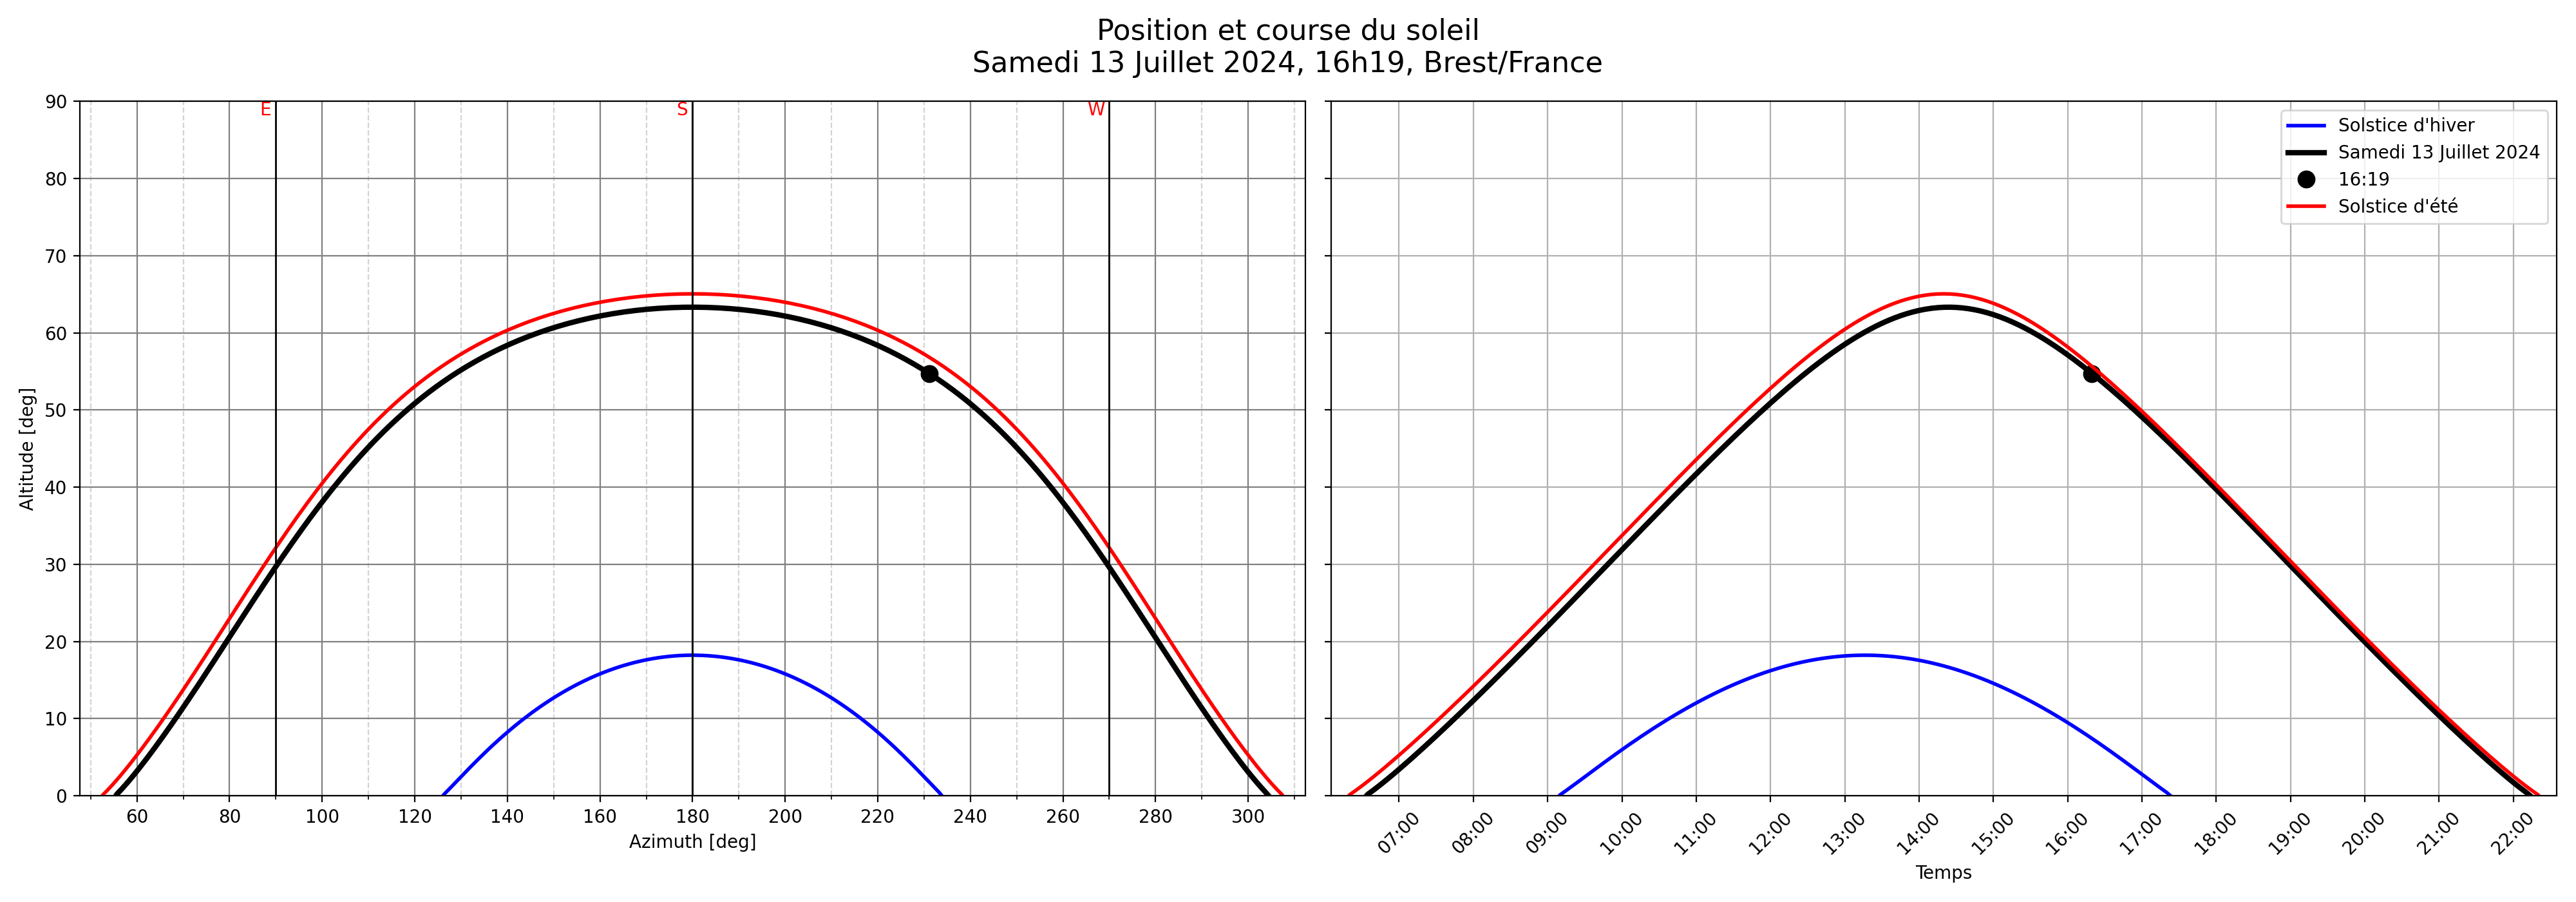 Position et course du soleil
Samedi 13 Juillet 2024, 16h19, Brest/France
E
S
W
90
80
70
60
50
40
30
20
10
0
Altitude [deg]
60 80 100 120 140 160 180 200 220 240 260 280 300
Azimuth [deg]
Solstice d'hiver
Samedi 13 Juillet 2024
16:19
Solstice d'été
07:00 08:00 09:00 10:00 11:00 12:00 13:00 14:00 15:00 16:00 17:00 18:00 19:00 20:00 21:00 22:00
Temps